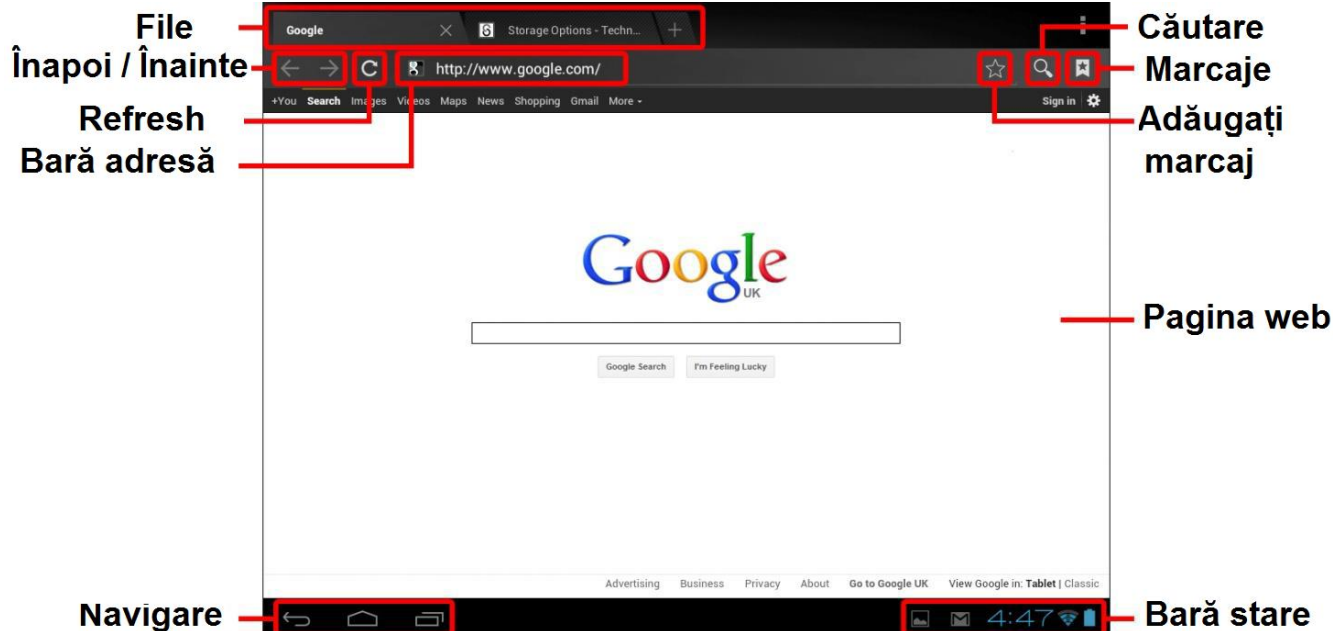 File
Google
Storage Options - Techn...
Căutare
Înapoi / Înainte
http://www.google.com/
Marcaje
+You Search Images Videos Maps News Shopping Gmail More
Sign in
Refresh
Adăugați
marcaj
Bară adresă
Google
UK
Google Search
I'm Feeling Lucky
Pagina web
Advertising Business Privacy About Go to Google UK View Google in: Tablet | Classic
Navigare
4:47
Bară stare